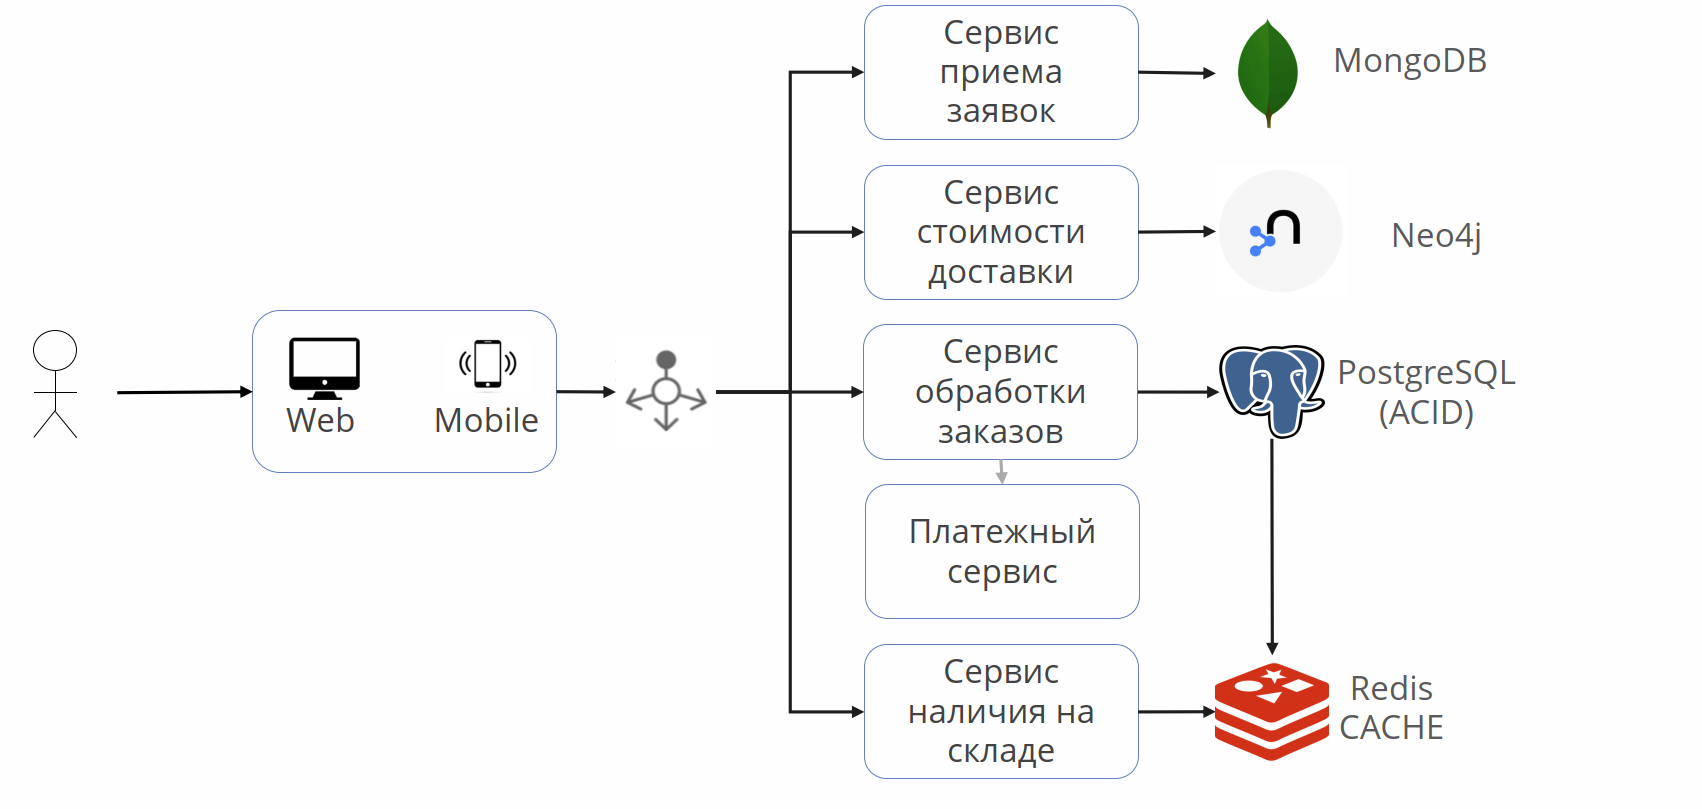 Сервис
приема
заявок
MongoDB
Сервис
стоимости
доставки
Neo4j
Web
Mobile
Сервис
обработки
заказов
PostgreSQL
(ACID)
Платежный
сервис
Сервис
наличия на
складе
Redis
CACHE